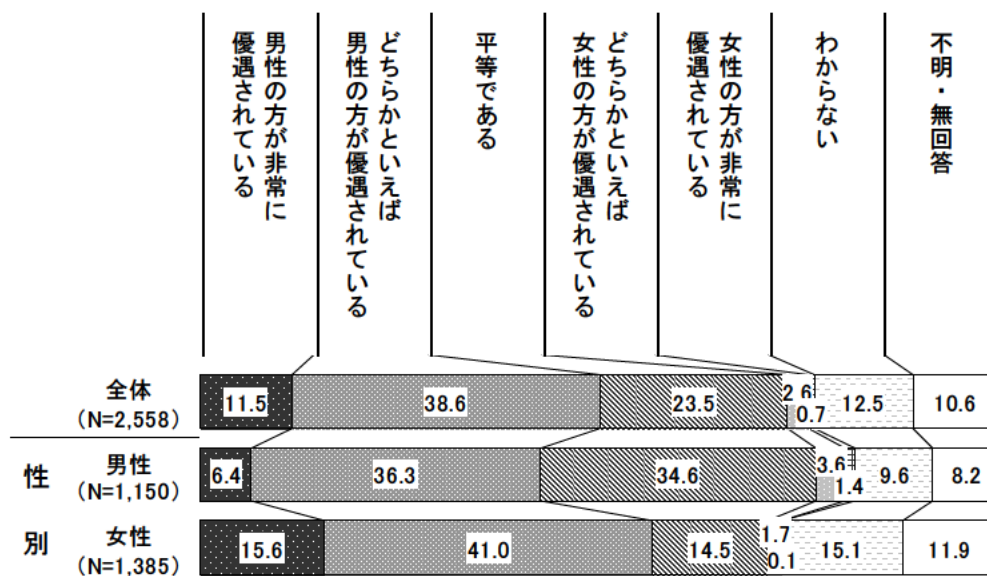 男性の方が非常に
優遇されている
どちらかといえば
男性の方が優遇されている
平等である
どちらかといえば
女性の方が優遇されている
女性の方が非常に
優遇されている
わからない
不明・無回答
全体
(N=2,558)
11.5 38.6 23.5 2.6 0.7 12.5 10.6
性別
男性
(N=1,150)
6.4 36.3 34.6 3.6 1.4 9.6 8.2
女性
(N=1,385)
15.6 41.0 14.5 1.7 0.1 15.1 11.9